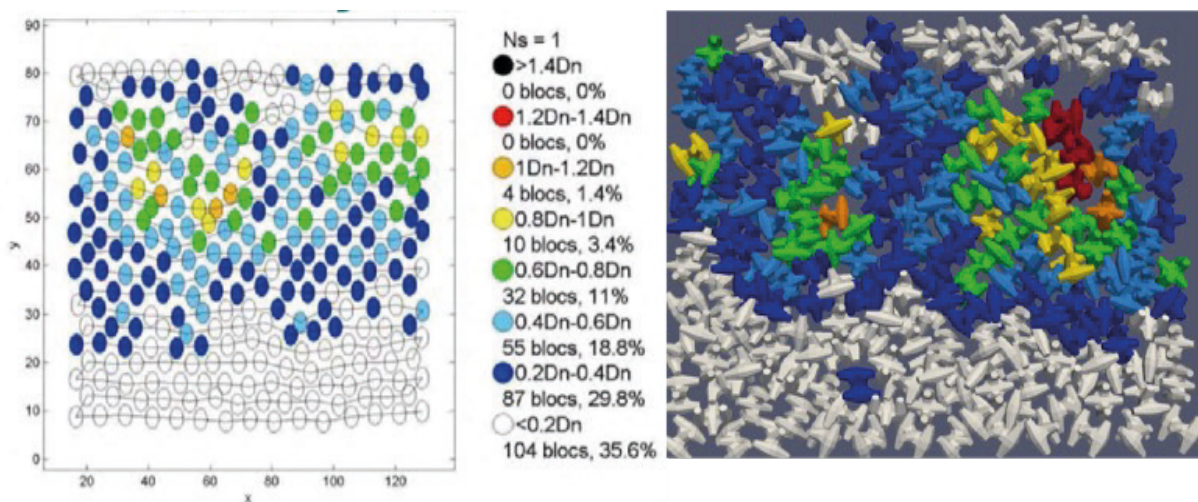 90
80
70
60
50
40
30
20
10
0
y
20 40 60 80 100 120
x
Ns = 1
>1.4Dn
0 blocs, 0%
1.2Dn-1.4Dn
0 blocs, 0%
1Dn-1.2Dn
4 blocs, 1.4%
0.8Dn-1Dn
10 blocs, 3.4%
0.6Dn-0.8Dn
32 blocs, 11%
0.4Dn-0.6Dn
55 blocs, 18.8%
0.2Dn-0.4Dn
87 blocs, 29.8%
<0.2Dn
104 blocs, 35.6%